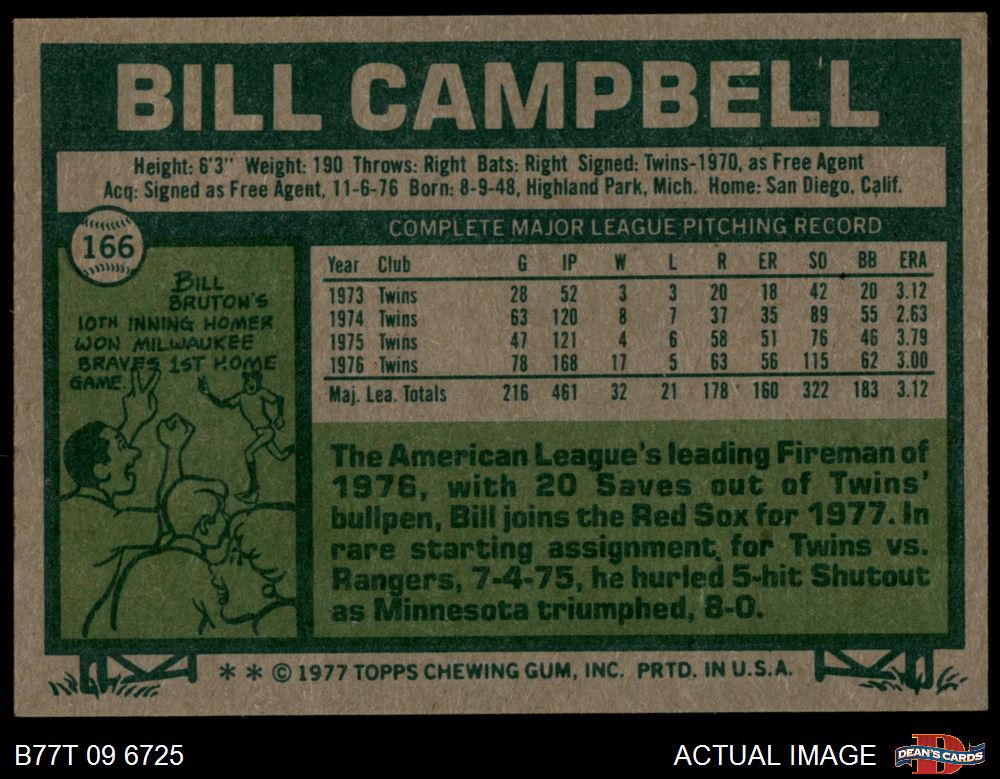 BILL CAMPBELL
Height: 6'3" Weight: 190 Throws: Right Bats: Right Signed: Twins-1970, as Free Agent
Acq: Signed as Free Agent, 11-6-76 Born: 8-9-48, Highland Park, Mich. Home: San Diego, Calif.
166
BILL
BRUTON'S
10TH INNING HOMER
WON MILWAUKEE
BRAVES 1ST HOME
GAME.
COMPLETE MAJOR LEAGUE PITCHING RECORD
Year Club G IP W L R ER SO BB ERA
1973 Twins 28 52 3 3 20 18 42 20 3.12
1974 Twins 63 120 8 7 37 35 89 55 2.63
1975 Twins 47 121 4 6 58 51 76 46 3.79
1976 Twins 78 168 17 5 63 56 115 62 3.00
Maj. Lea. Totals 216 461 32 21 178 160 322 183 3.12
The American League's leading Fireman of
1976, with 20 Saves out of Twins'
bullpen, Bill joins the Red Sox for 1977. In
rare starting assignment, for Twins vs.
Rangers, 7-4-75, he hurled 5-hit Shutout
as Minnesota triumphed, 8-0.
* * © 1977 TOPPS CHEWING GUM, INC. PRTD. IN U.S.A.
B77T 09 6725
ACTUAL IMAGE
DEAN'S CARDS